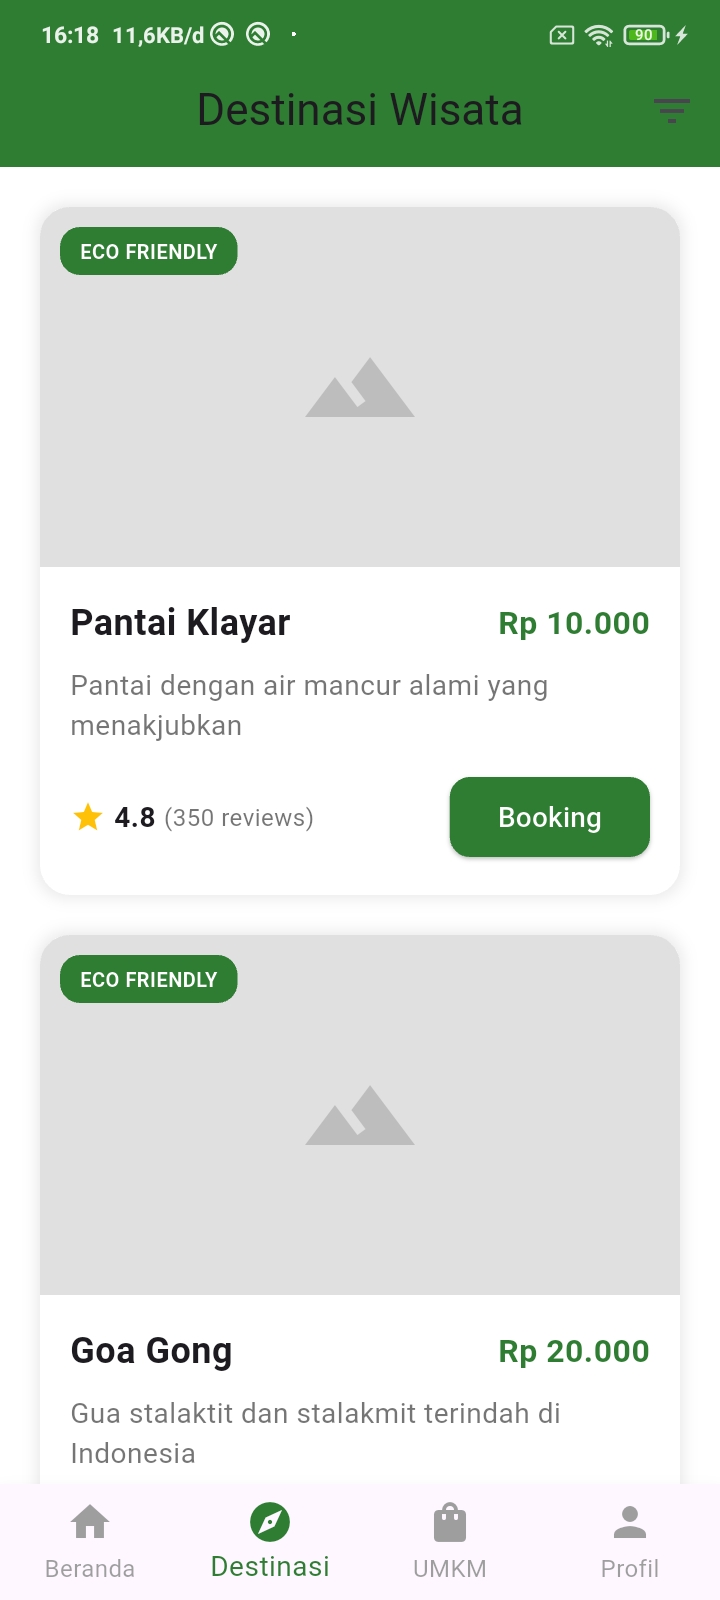 16:18 11,6KB/d
90
Destinasi Wisata
ECO FRIENDLY
Pantai Klayar
Rp 10.000
Pantai dengan air mancur alami yang
menakjubkan
4.8 (350 reviews)
Booking
ECO FRIENDLY
Goa Gong
Rp 20.000
Gua stalaktit dan stalakmit terindah di
Indonesia
Beranda
Destinasi
UMKM
Profil